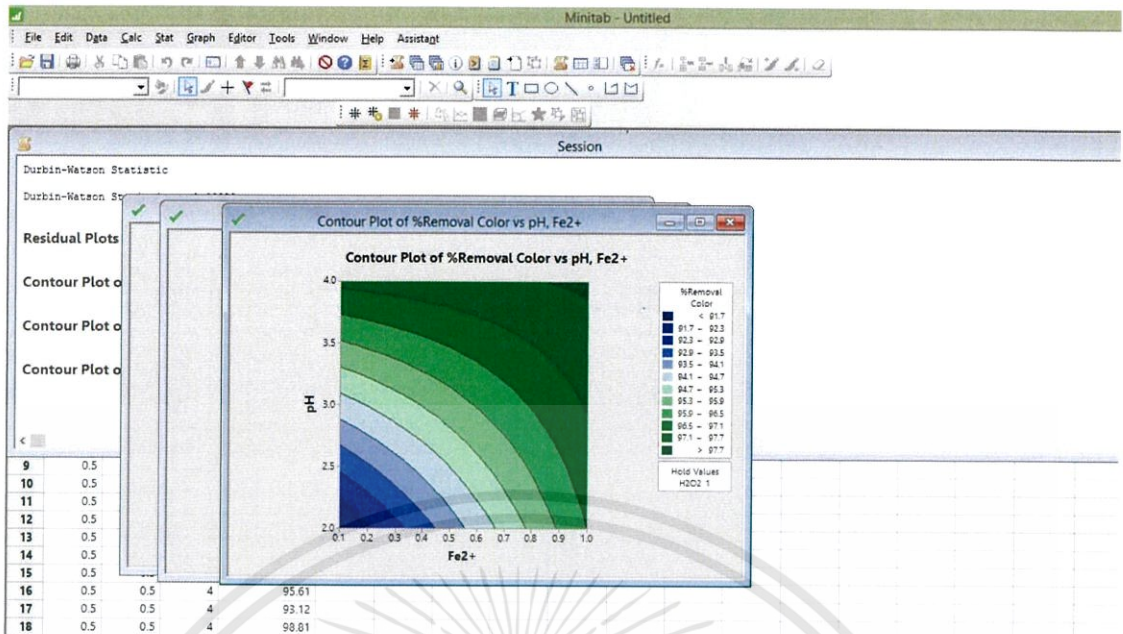 Minitab - Untitled
File Edit Data Calc Stat Graph Editor Tools Window Help Assistant
Session
Durbin-Watson Statistic
Durbin-Watson
Residual Plots
Contour Plot o
Contour Plot o
Contour Plot o
Contour Plot of %Removal Color vs pH, Fe2+
Contour Plot of %Removal Color vs pH, Fe2+
4.0
3.5
3.0
2.5
2.0
pH
0.1 0.2 0.3 0.4 0.5 0.6 0.7 0.8 0.9 1.0
Fe2+
%Removal
Color
< 91.7
91.7 – 92.3
92.3 – 92.9
92.9 – 93.5
93.5 – 94.1
94.1 – 94.7
94.7 – 95.3
95.3 – 95.9
95.9 – 96.5
96.5 – 97.1
97.1 – 97.7
> 97.7
Hold Values
H2O2 1
9 0.5
10 0.5
11 0.5
12 0.5
13 0.5
14 0.5
15 0.5
16 0.5 0.5 4 95.61
17 0.5 0.5 4 93.12
18 0.5 0.5 4 98.81